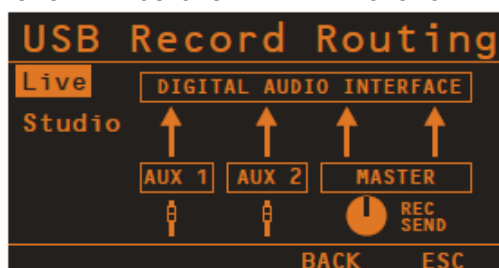 USB Record Routing
Live
DIGITAL AUDIO INTERFACE
Studio
AUX 1
AUX 2
MASTER
REC
SEND
BACK
ESC